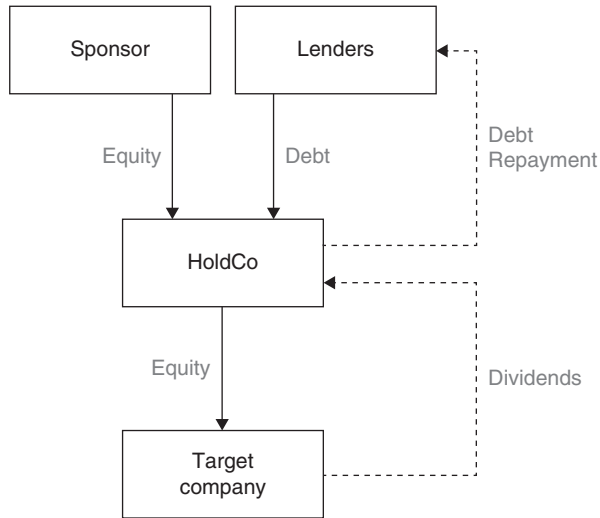 Sponsor
Lenders
Equity
Debt
Debt
Repayment
HoldCo
Equity
Dividends
Target
company